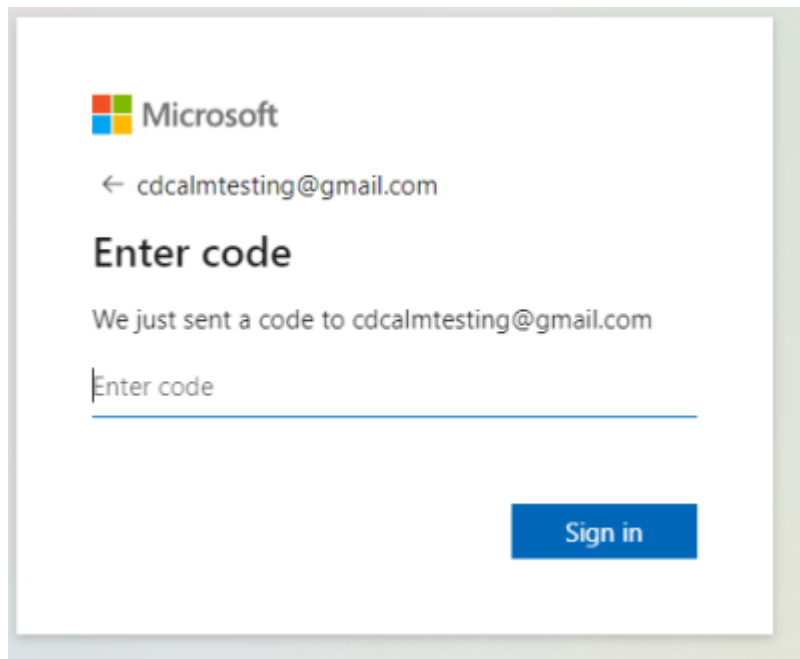 Microsoft
← cdcalmtesting@gmail.com
Enter code
We just sent a code to cdcalmtesting@gmail.com
Enter code
Sign in